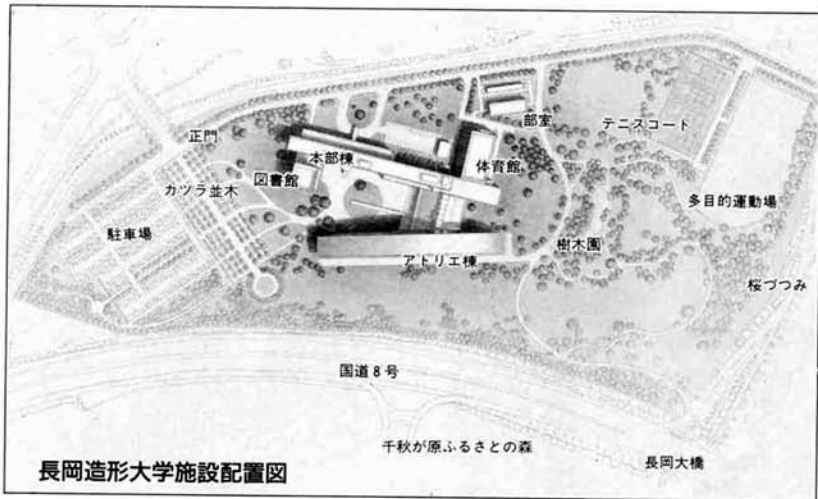 部室
テニスコート
正門
本部棟
体育館
図書館
カツラ並木
多目的運動場
駐車場
樹木園
アトリエ棟
桜づつみ
国道8号
千秋が原ふるさとの森
長岡大橋
長岡造形大学施設配置図